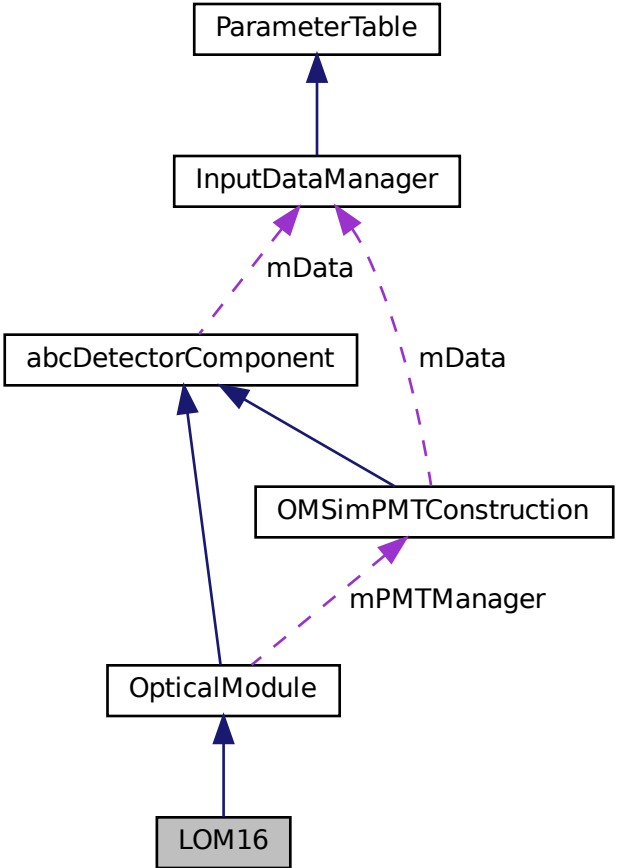 ParameterTable
InputDataManager
mData
abcDetectorComponent
mData
OMSimPMTConstruction
mPMTManager
OpticalModule
LOM16